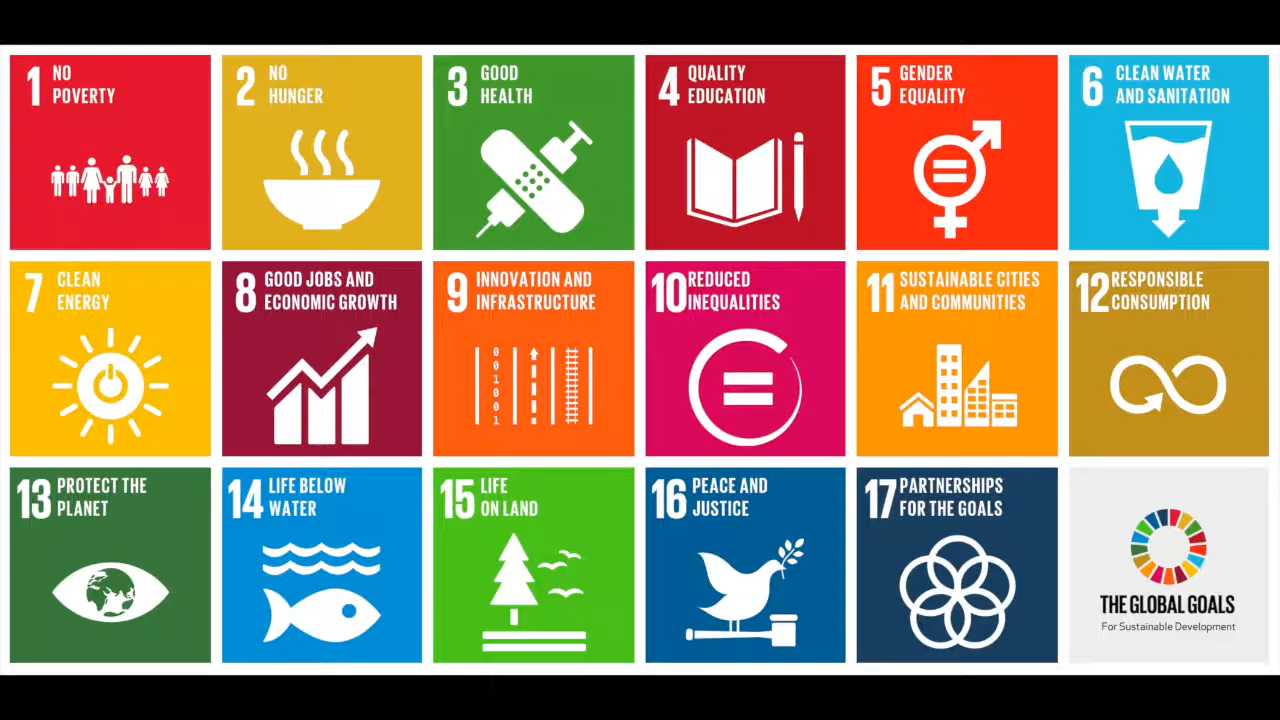 1 NO
POVERTY
2 NO
HUNGER
3 GOOD
HEALTH
4 QUALITY
EDUCATION
5 GENDER
EQUALITY
6 CLEAN WATER
AND SANITATION
7 CLEAN
ENERGY
8 GOOD JOBS AND
ECONOMIC GROWTH
9 INNOVATION AND
INFRASTRUCTURE
0
0
1
0
0
1
10 REDUCED
INEQUALITIES
11 SUSTAINABLE CITIES
AND COMMUNITIES
12 RESPONSIBLE
CONSUMPTION
13 PROTECT THE
PLANET
14 LIFE BELOW
WATER
15 LIFE
ON LAND
16 PEACE AND
JUSTICE
17 PARTNERSHIPS
FOR THE GOALS
THE GLOBAL GOALS
For Sustainable Development